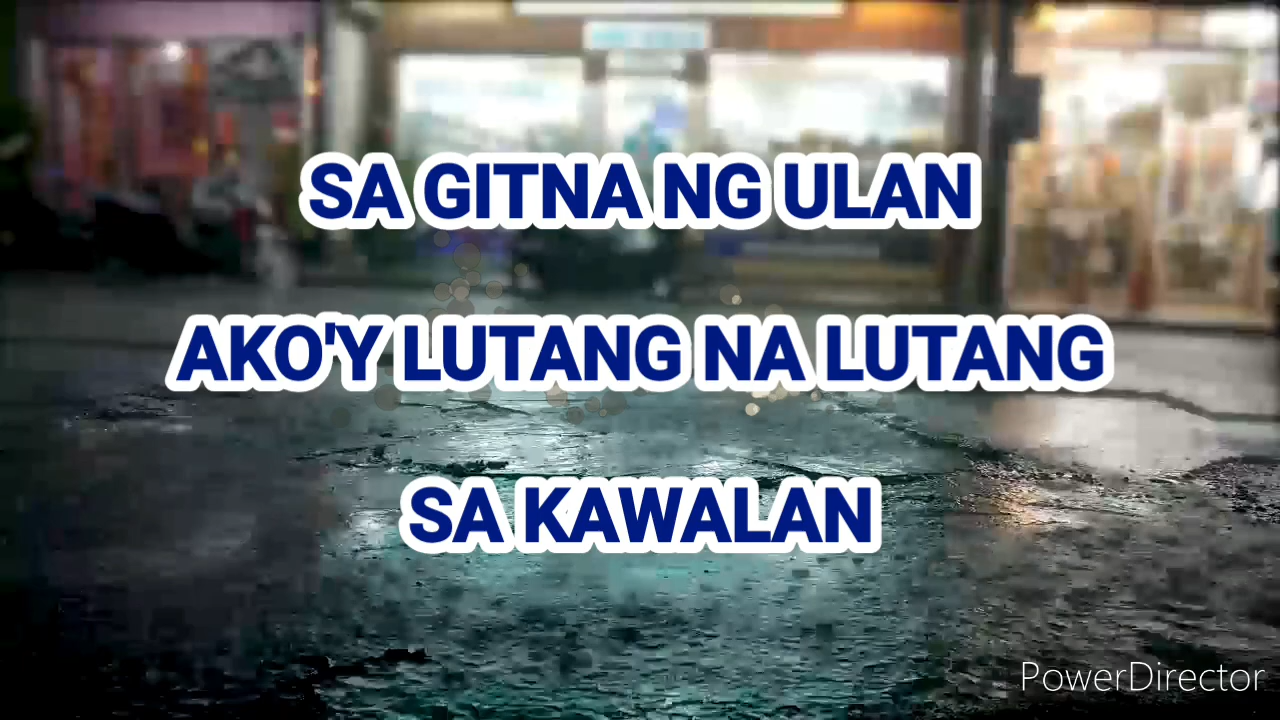 SA GITNA NG ULAN
AKO'Y LUTANG NA LUTANG
SA KAWALAN
PowerDirector